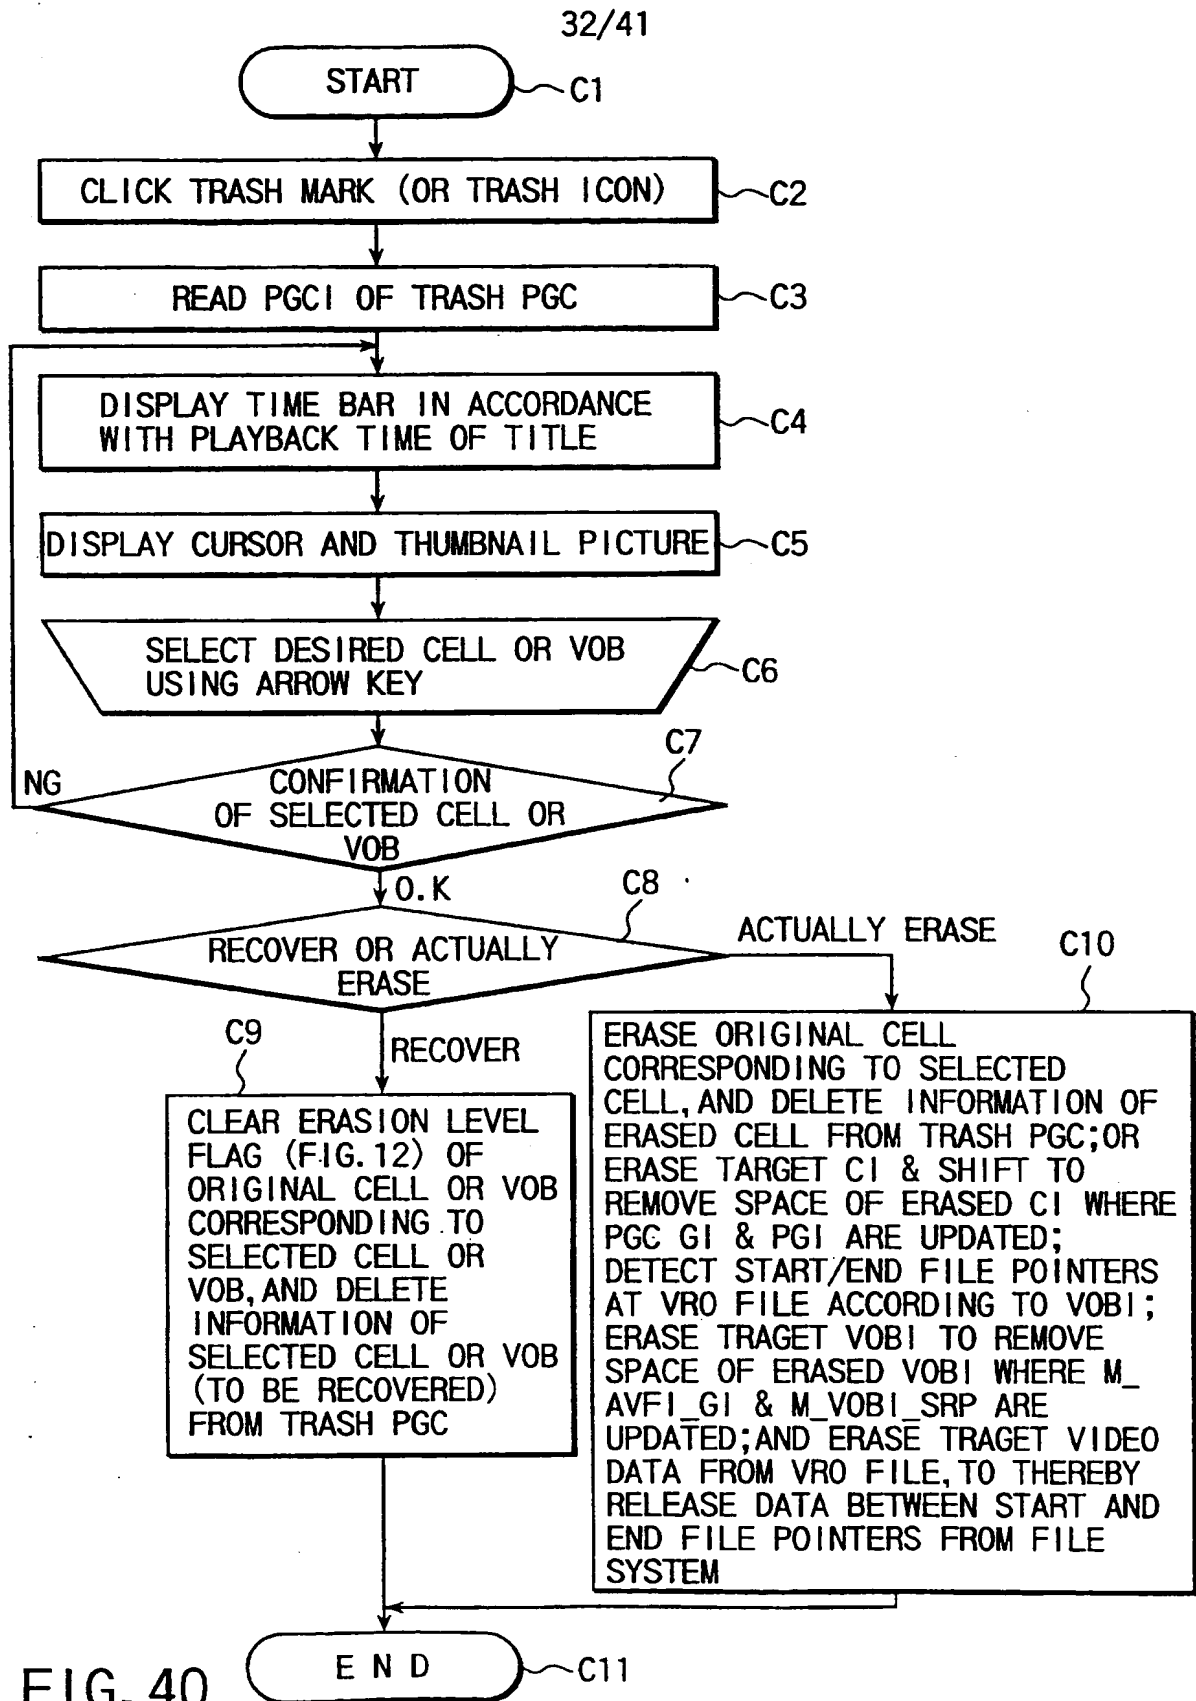 32/41
START
C1
CLICK TRASH MARK (OR TRASH ICON)
C2
READ PGCI OF TRASH PGC
C3
DISPLAY TIME BAR IN ACCORDANCE
WITH PLAYBACK TIME OF TITLE
C4
DISPLAY CURSOR AND THUMBNAIL PICTURE
C5
SELECT DESIRED CELL OR VOB
USING ARROW KEY
C6
C7
NG
CONFIRMATION
OF SELECTED CELL OR
VOB
O.K
C8
RECOVER OR ACTUALLY
ERASE
ACTUALLY ERASE
C10
C9
RECOVER
CLEAR ERASION LEVEL
FLAG (FIG.12) OF
ORIGINAL CELL OR VOB
CORRESPONDING TO
SELECTED CELL OR
VOB, AND DELETE
INFORMATION OF
SELECTED CELL OR VOB
(TO BE RECOVERED)
FROM TRASH PGC
ERASE ORIGINAL CELL
CORRESPONDING TO SELECTED
CELL, AND DELETE INFORMATION OF
ERASED CELL FROM TRASH PGC;OR
ERASE TARGET CI & SHIFT TO
REMOVE SPACE OF ERASED CI WHERE
PGC GI & PGI ARE UPDATED;
DETECT START/END FILE POINTERS
AT VRO FILE ACCORDING TO VOBI;
ERASE TRAGET VOBI TO REMOVE
SPACE OF ERASED VOBI WHERE M_
AVFI_GI & M_VOBI_SRP ARE
UPDATED;AND ERASE TRAGET VIDEO
DATA FROM VRO FILE, TO THEREBY
RELEASE DATA BETWEEN START AND
END FILE POINTERS FROM FILE
SYSTEM
END
C11
FIG. 40